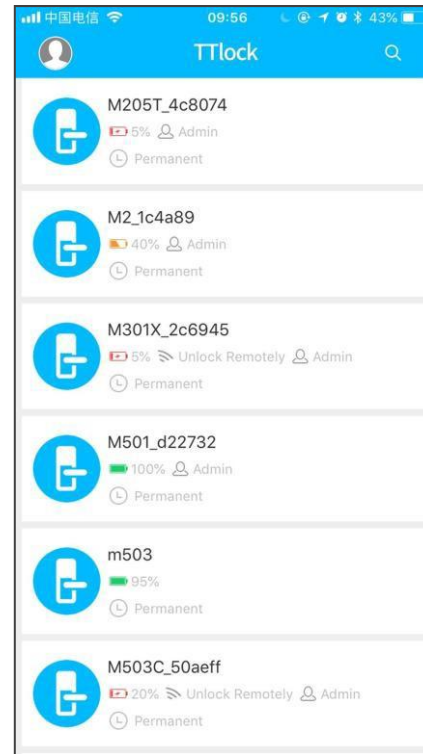 中国电信 09:56 43%
TTlock
M205T_4c8074
5% Admin
Permanent
M2_1c4a89
40% Admin
Permanent
M301X_2c6945
5% Unlock Remotely Admin
Permanent
M501_d22732
100% Admin
Permanent
m503
95%
Permanent
M503C_50aeff
20% Unlock Remotely Admin
Permanent